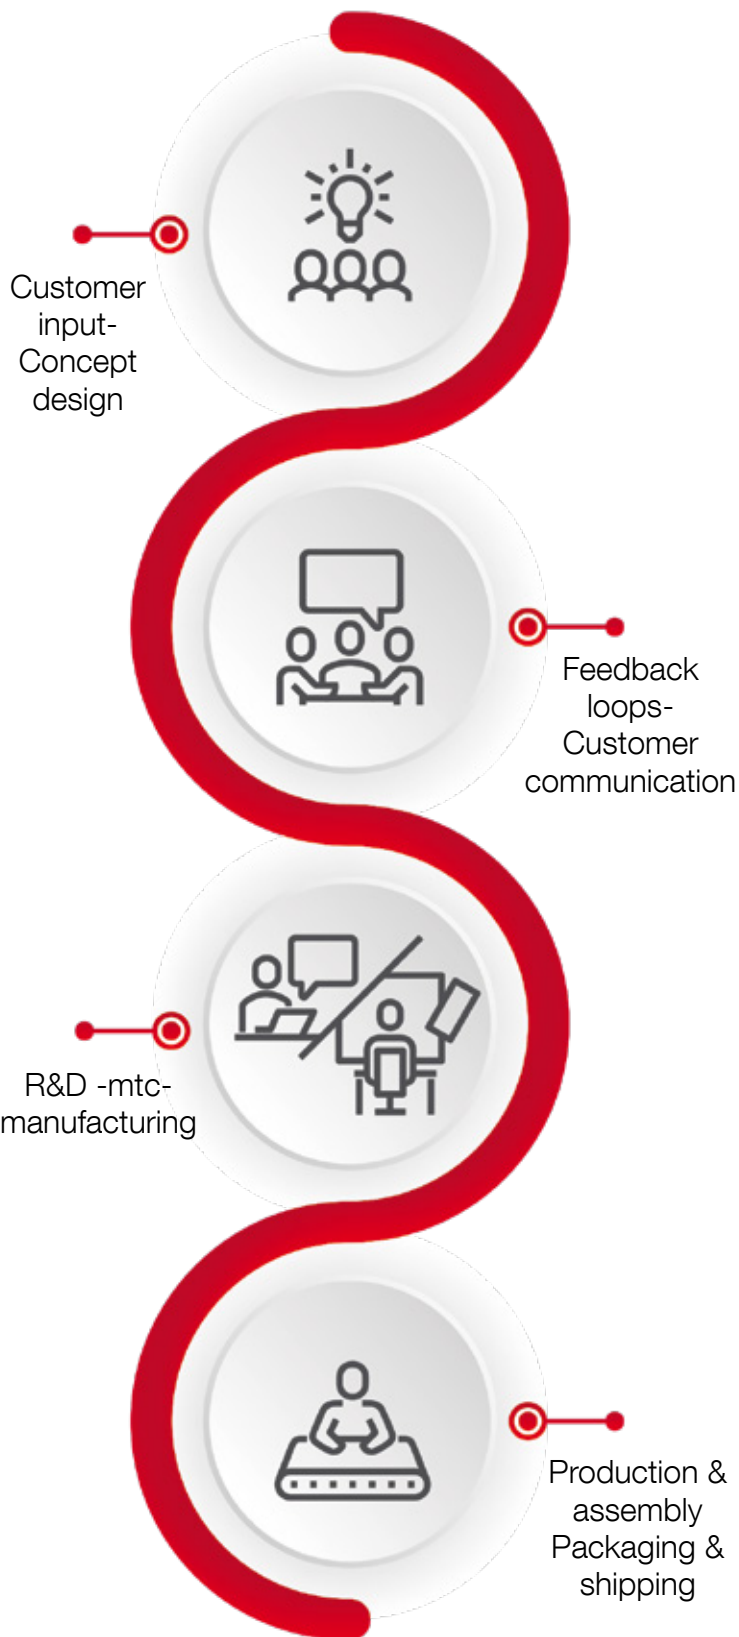 Customer
input-
Concept
design
Feedback
loops-
Customer
communication
R&D -mtc-
manufacturing
Production &
assembly
Packaging &
shipping